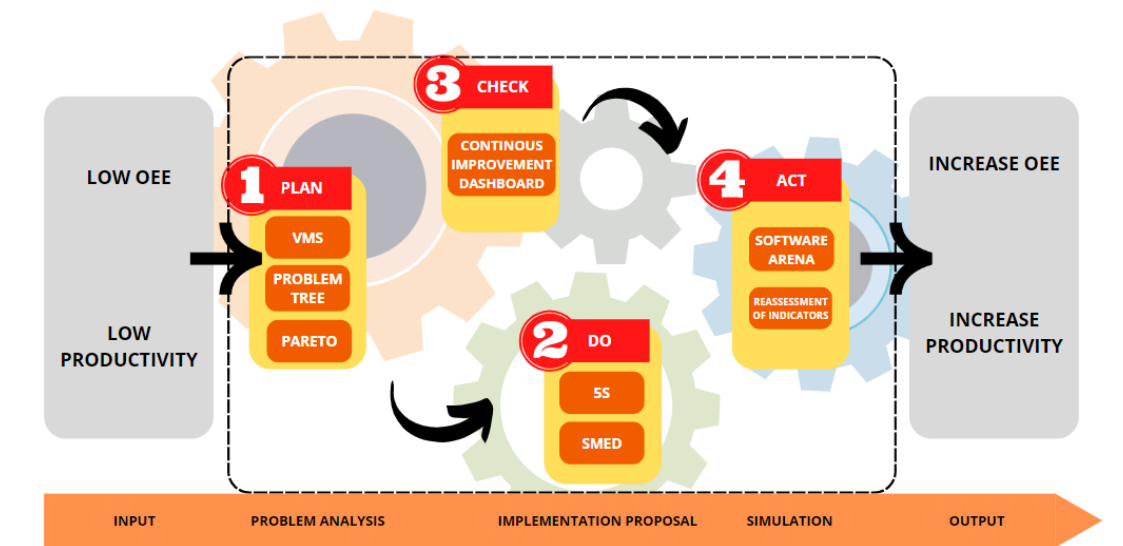 LOW OEE
LOW
PRODUCTIVITY
1
PLAN
VMS
PROBLEM
TREE
PARETO
2
DO
5S
SMED
3
CHECK
CONTINOUS
IMPROVEMENT
DASHBOARD
4
ACT
SOFTWARE
ARENA
REASSESSMENT
OF INDICATORS
INCREASE OEE
INCREASE
PRODUCTIVITY
INPUT
PROBLEM ANALYSIS
IMPLEMENTATION PROPOSAL
SIMULATION
OUTPUT